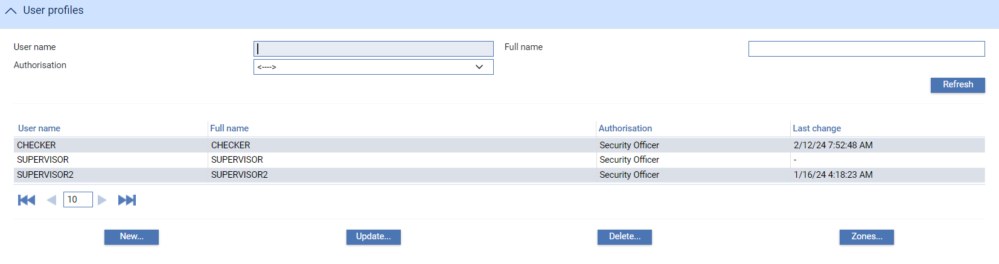 User profiles
User name Full name
Authorisation <---->
Refresh
User name Full name Authorisation Last change
CHECKER CHECKER Security Officer 2/12/24 7:52:48 AM
SUPERVISOR SUPERVISOR Security Officer -
SUPERVISOR2 SUPERVISOR2 Security Officer 1/16/24 4:18:23 AM
10
New... Update... Delete... Zones...